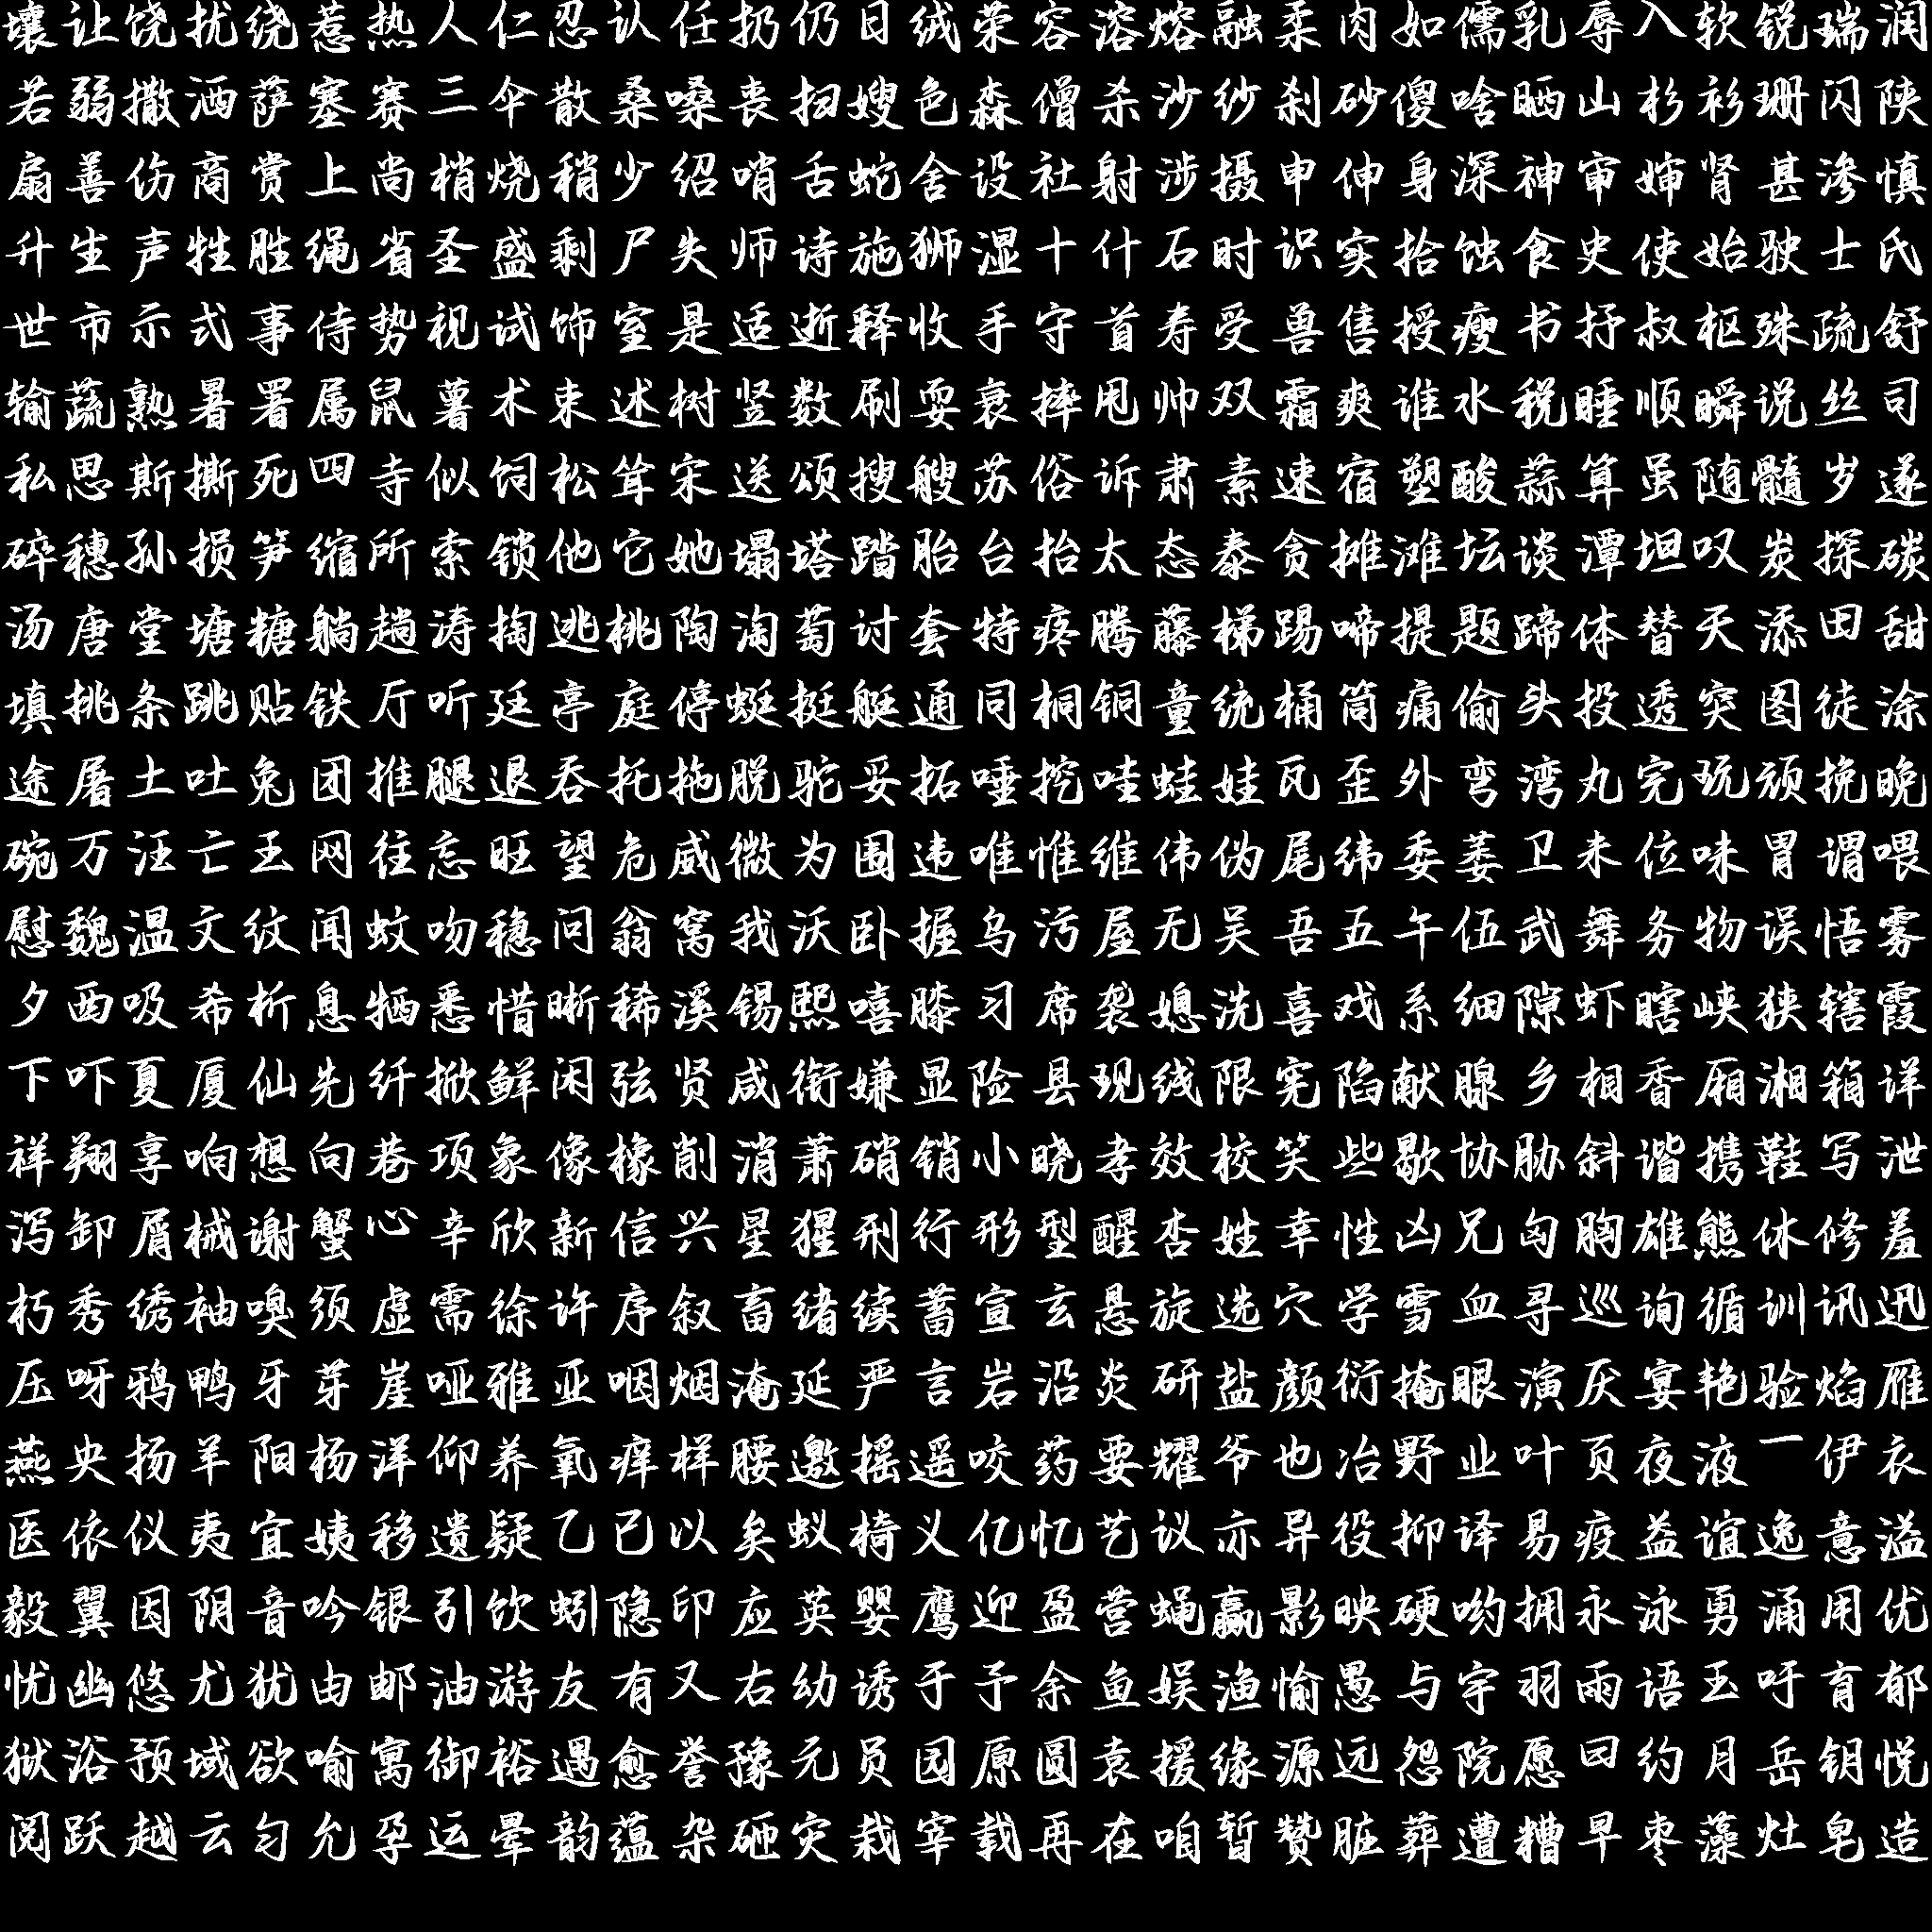 壤让饶扰绕惹热人仁忍认任扔仍日绒荣容溶熔融柔肉如儒乳辱入软锐瑞润
若弱撒洒萨塞赛三伞散桑嗓丧扫嫂色森僧杀沙纱刹砂傻啥晒山杉衫珊闪陕
扇善伤商赏上尚梢烧稍少绍哨舌蛇舍设社射涉摄申伸身深神审婶肾甚渗慎
升生声牲胜绳省圣盛剩尸失师诗施狮湿十什石时识实拾蚀食史使始驶士氏
世市示式事侍势视试饰室是适逝释收手守首寿受兽售授瘦书抒叔枢殊疏舒
输蔬熟暑署属鼠薯术束述树竖数刷耍衰摔甩帅双霜爽谁水税睡顺瞬说丝司
私思斯撕死四寺似饲松耸宋送颂搜艘苏俗诉肃素速宿塑酸蒜算虽随髓岁遂
碎穗孙损笋缩所索锁他它她塌塔踏胎台抬太态泰贪摊滩坛谈潭坦叹炭探碳
汤唐堂塘糖躺趟涛掏逃桃陶淘萄讨套特疼腾藤梯踢啼提题蹄体替天添田甜
填挑条跳贴铁厅听廷亭庭停蜓挺艇通同桐铜童统桶筒痛偷头投透突图徒涂
途屠土吐兔团推腿退吞托拖脱驼妥拓唾挖哇蛙娃瓦歪外弯湾丸完玩顽挽晚
碗万汪亡王网往忘旺望危威微为围违唯惟维伟伪尾纬委萎卫未位味胃谓喂
慰魏温文纹闻蚊吻稳问翁窝我沃卧握乌污屋无吴吾五午伍武舞务物误悟雾
夕西吸希析息牺悉惜晰稀溪锡熙嘻膝习席袭媳洗喜戏系细隙虾瞎峡狭辖霞
下吓夏厦仙先纤掀鲜闲弦贤咸衔嫌显险县现线限宪陷献腺乡相香厢湘箱详
祥翔享响想向巷项象像橡削消萧硝销小晓孝效校笑些歇协胁斜谐携鞋写泄
泻卸屑械谢蟹心辛欣新信兴星猩刑行形型醒杏姓幸性凶兄匈胸雄熊休修羞
朽秀绣袖嗅须虚需徐许序叙畜绪续蓄宣玄悬旋选穴学雪血寻巡询循训讯迅
压呀鸦鸭牙芽崖哑雅亚咽烟淹延严言岩沿炎研盐颜衍掩眼演厌宴艳验焰雁
燕央扬羊阳杨洋仰养氧痒样腰邀摇遥咬药要耀爷也冶野业叶页夜液一伊衣
医依仪夷宜姨移遗疑乙已以矣蚁椅义亿忆艺议亦异役抑译易疫益谊逸意溢
毅翼因阴音吟银引饮蚓隐印应英婴鹰迎盈营蝇赢影映硬哟拥永泳勇涌用优
忧幽悠尤犹由邮油游友有又右幼诱于予余鱼娱渔愉愚与宇羽雨语玉吁育郁
狱浴预域欲喻寓御裕遇愈誉豫元员园原圆袁援缘源远怨院愿曰约月岳钥悦
阅跃越云匀允孕运晕韵蕴杂砸灾栽宰载再在咱暂赞脏葬遭糟早枣藻灶皂造